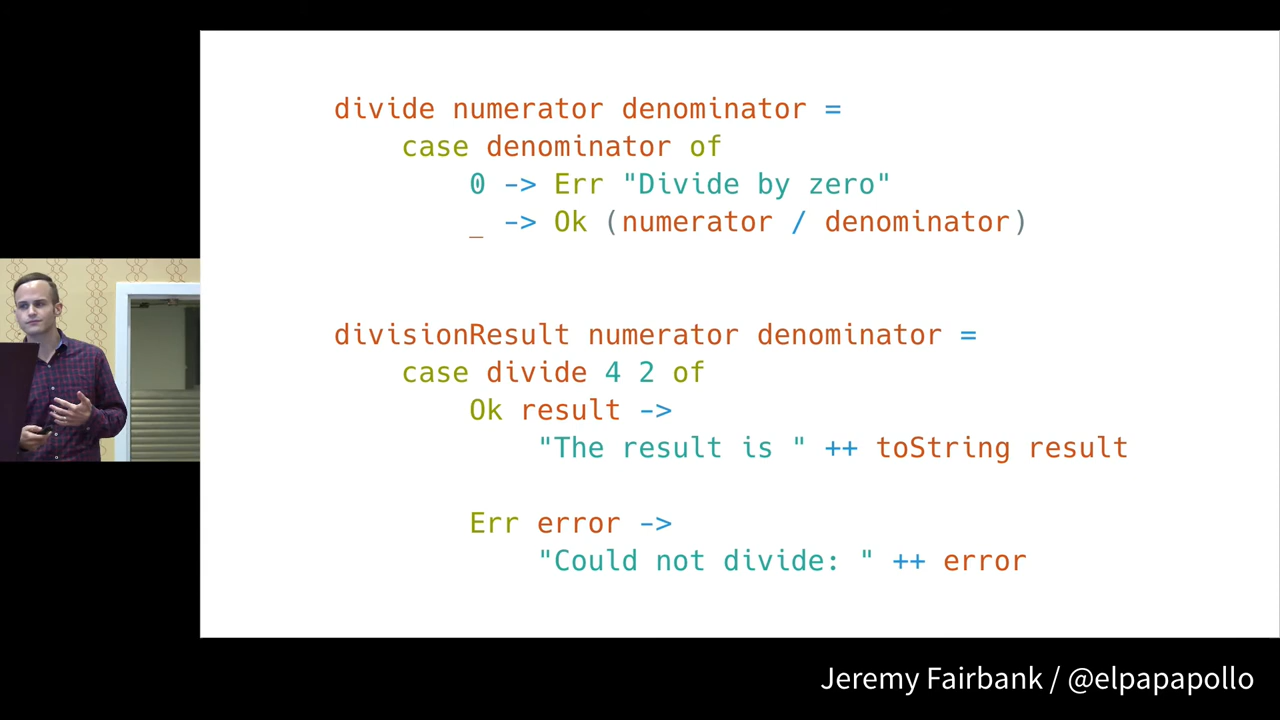 divide numerator denominator =
case denominator of
0 -> Err "Divide by zero"
_ -> Ok (numerator / denominator)
divisionResult numerator denominator =
case divide 4 2 of
Ok result ->
"The result is " ++ toString result
Err error ->
"Could not divide: " ++ error
Jeremy Fairbank / @elpapapollo